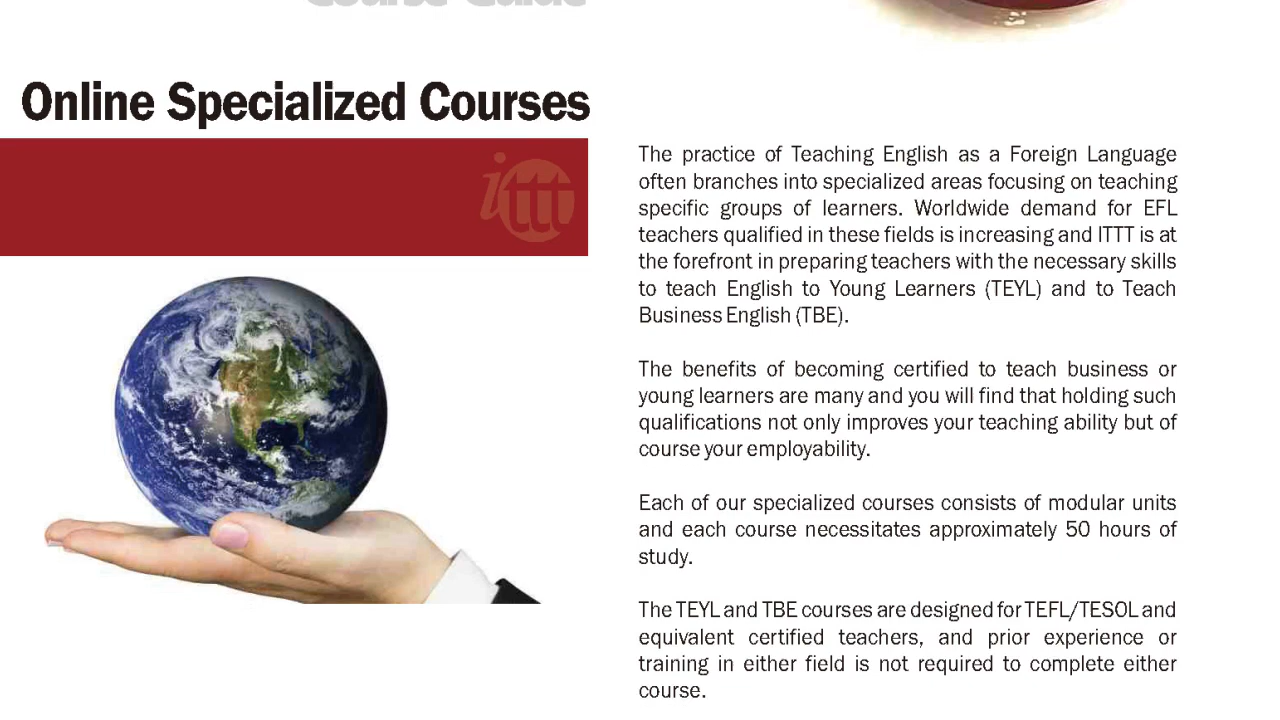 Course Guide
Online Specialized Courses
ittt
The practice of Teaching English as a Foreign Language
often branches into specialized areas focusing on teaching
specific groups of learners. Worldwide demand for EFL
teachers qualified in these fields is increasing and ITTT is at
the forefront in preparing teachers with the necessary skills
to teach English to Young Learners (TEYL) and to Teach
Business English (TBE).
The benefits of becoming certified to teach business or
young learners are many and you will find that holding such
qualifications not only improves your teaching ability but of
course your employability.
Each of our specialized courses consists of modular units
and each course necessitates approximately 50 hours of
study.
The TEYL and TBE courses are designed for TEFL/TESOL and
equivalent certified teachers, and prior experience or
training in either field is not required to complete either
course.